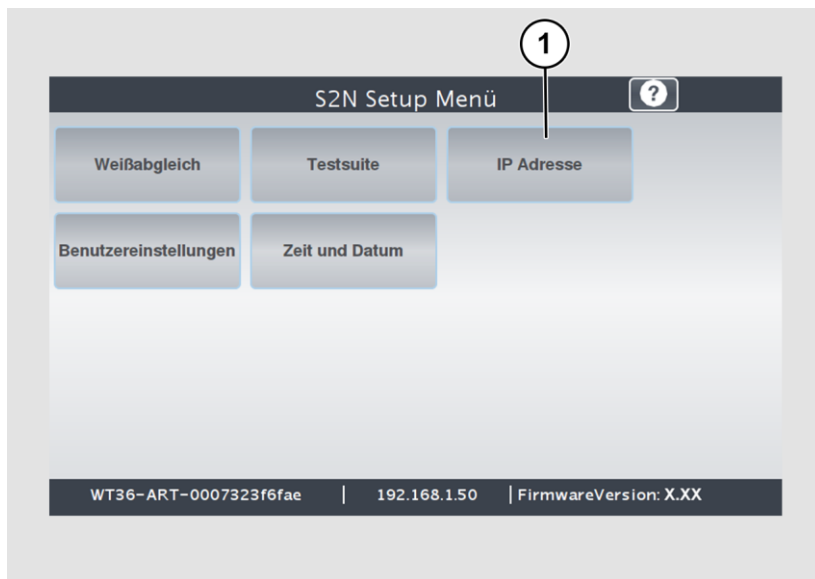 1
S2N Setup Menü ?
Weißabgleich Testsuite IP Adresse
Benutzereinstellungen Zeit und Datum
WT36-ART-0007323f6fae | 192.168.1.50 | FirmwareVersion: X.XX